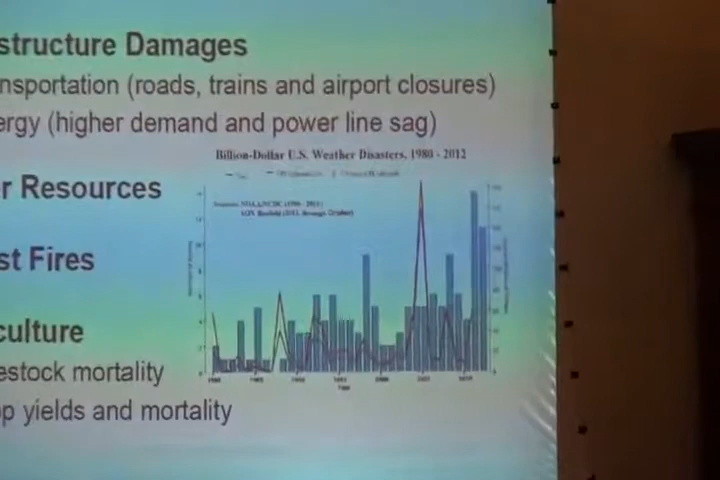 structure Damages
nsportation (roads, trains and airport closures)
ergy (higher demand and power line sag)
Billion-Dollar U.S. Weather Disasters, 1980 - 2012
r Resources
st Fires
culture
estock mortality
op yields and mortality